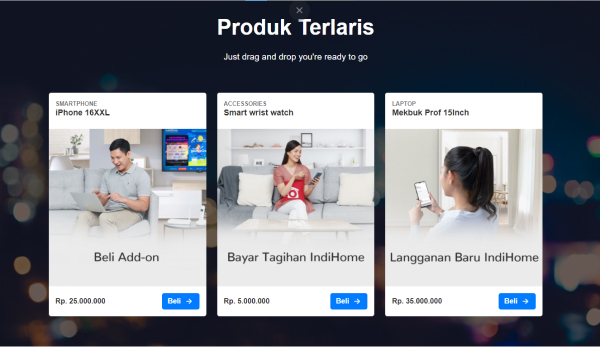 Produk Terlaris
Just drag and drop you're ready to go
SMARTPHONE
iPhone 16XXL
Beli Add-on
Rp. 25.000.000
Beli →
ACCESSORIES
Smart wrist watch
Bayar Tagihan IndiHome
Rp. 5.000.000
Beli →
LAPTOP
Mekbuk Prof 15Inch
Langganan Baru IndiHome
Rp. 35.000.000
Beli →